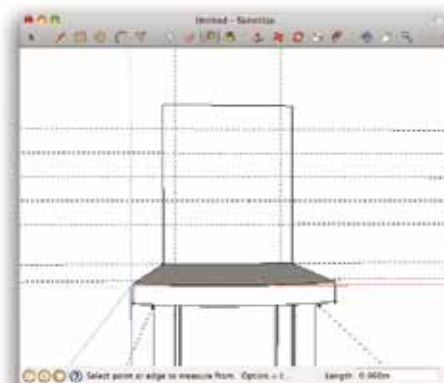 Untitled - SketchUp
Select point or edge to measure from. Option = t
Length 0.000m